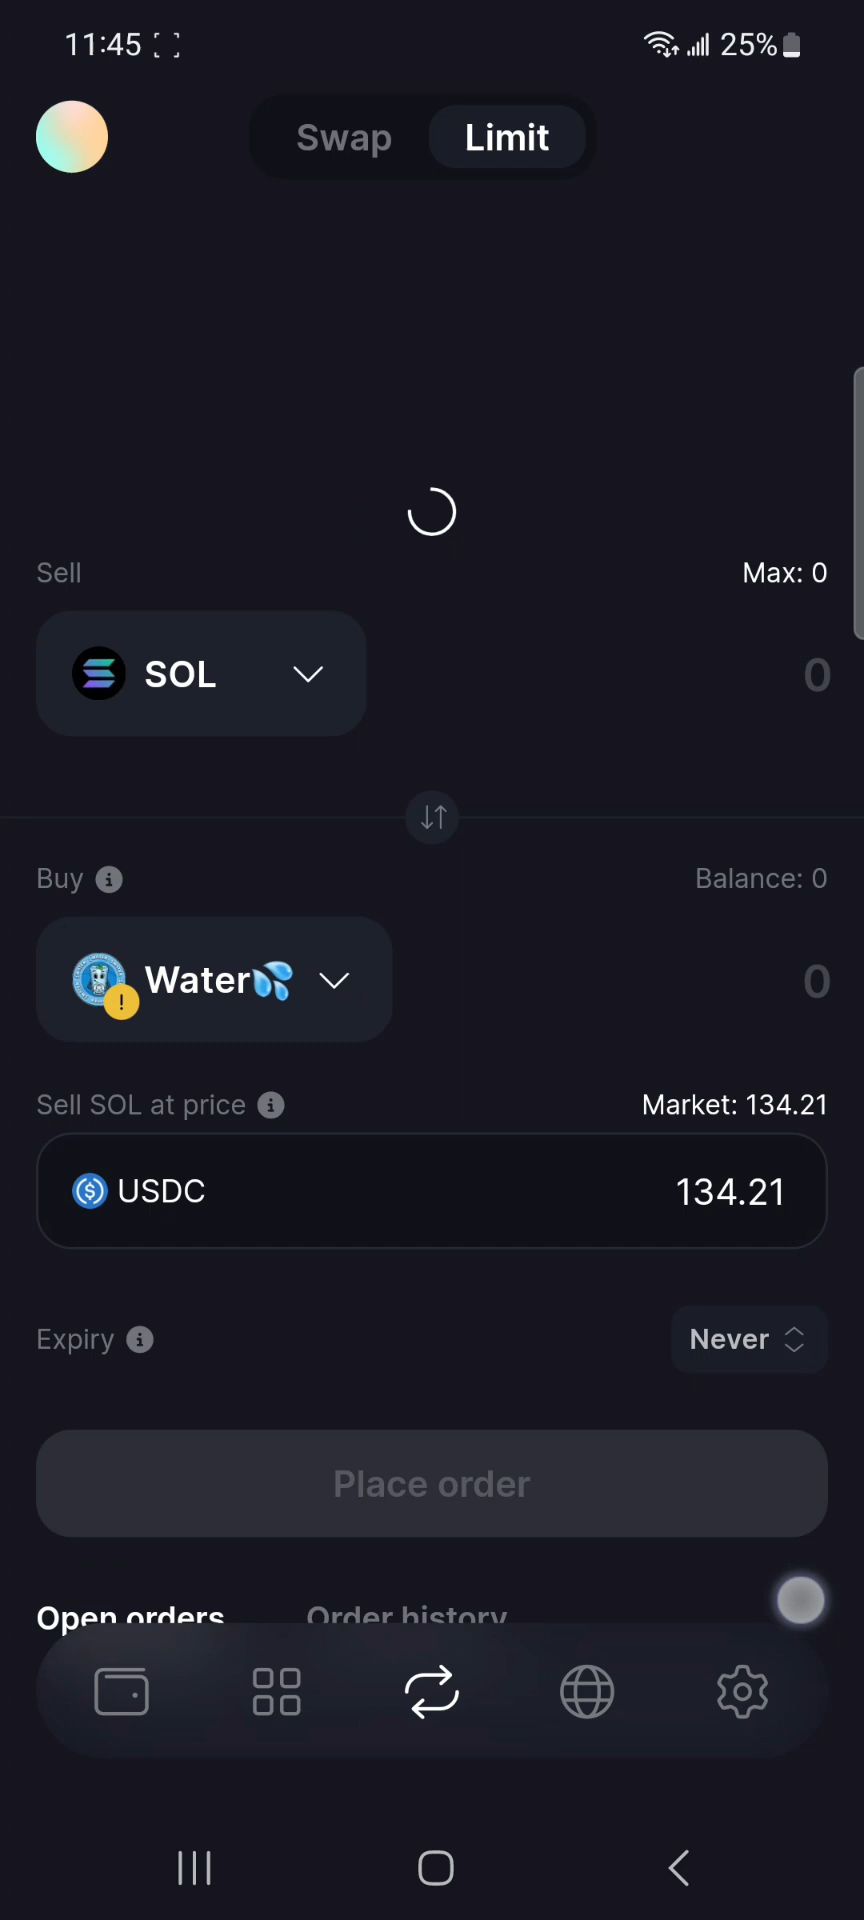 11:45 25%
Swap Limit
Sell Max: 0
SOL 0
Buy Balance: 0
Water💦 0
Sell SOL at price Market: 134.21
USDC 134.21
Expiry Never
Place order
Open orders Order history